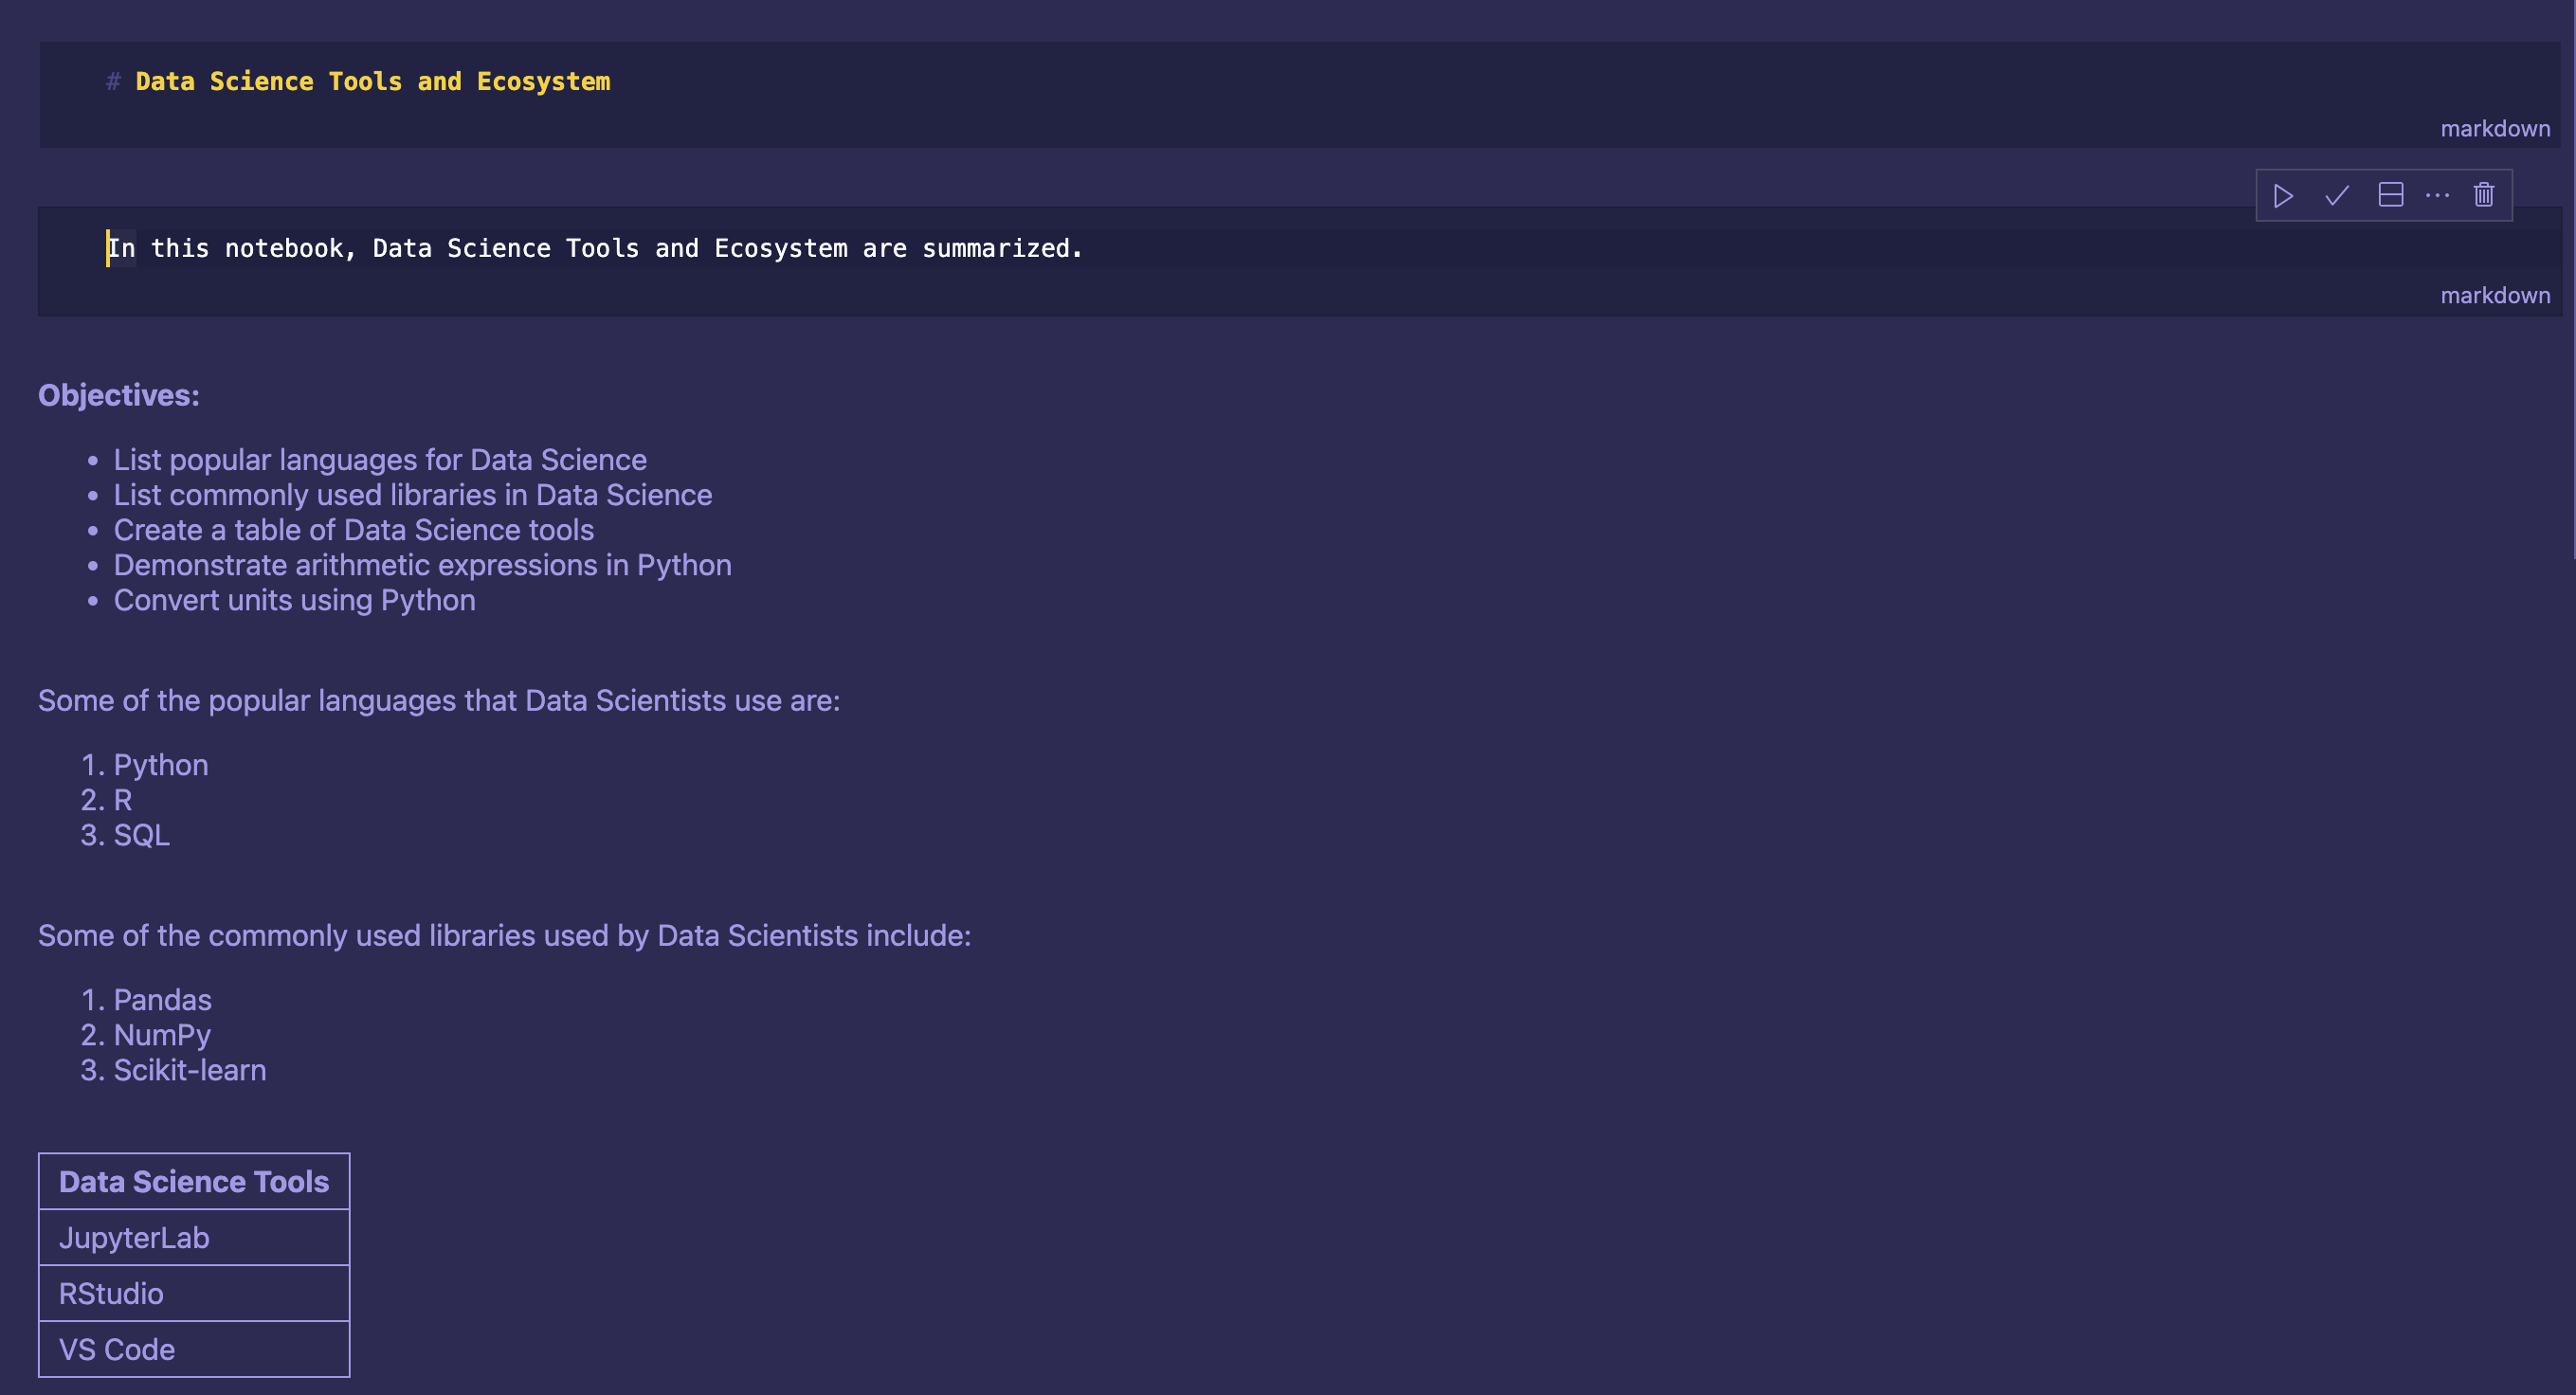 # Data Science Tools and Ecosystem
markdown
In this notebook, Data Science Tools and Ecosystem are summarized.
markdown
Objectives:
• List popular languages for Data Science
• List commonly used libraries in Data Science
• Create a table of Data Science tools
• Demonstrate arithmetic expressions in Python
• Convert units using Python
Some of the popular languages that Data Scientists use are:
1. Python
2. R
3. SQL
Some of the commonly used libraries used by Data Scientists include:
1. Pandas
2. NumPy
3. Scikit-learn
Data Science Tools
JupyterLab
RStudio
VS Code